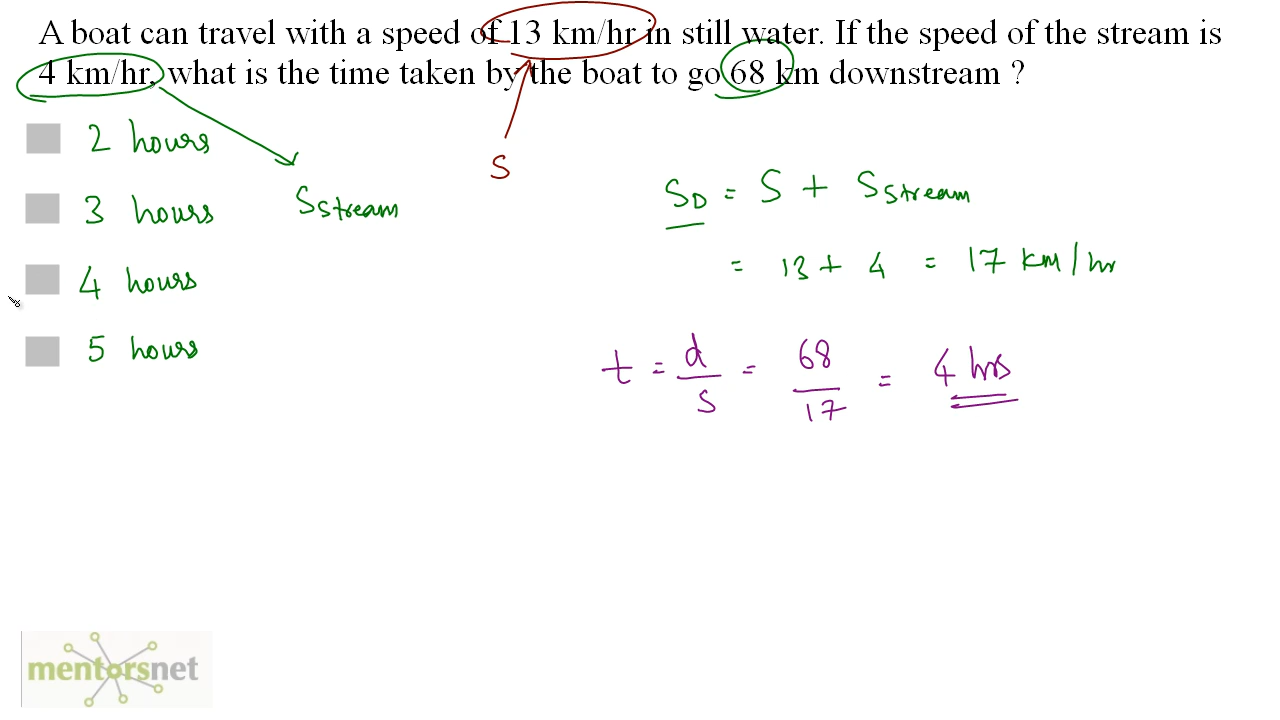 A boat can travel with a speed of 13 km/hr in still water. If the speed of the stream is
4 km/hr, what is the time taken by the boat to go 68 km downstream ?
2 hours
3 hours
4 hours
5 hours
S
Sstream
SD = S + Sstream
= 13 + 4 = 17 km/hr
t = d/s = 68/17 = 4 hrs
mentorsnet